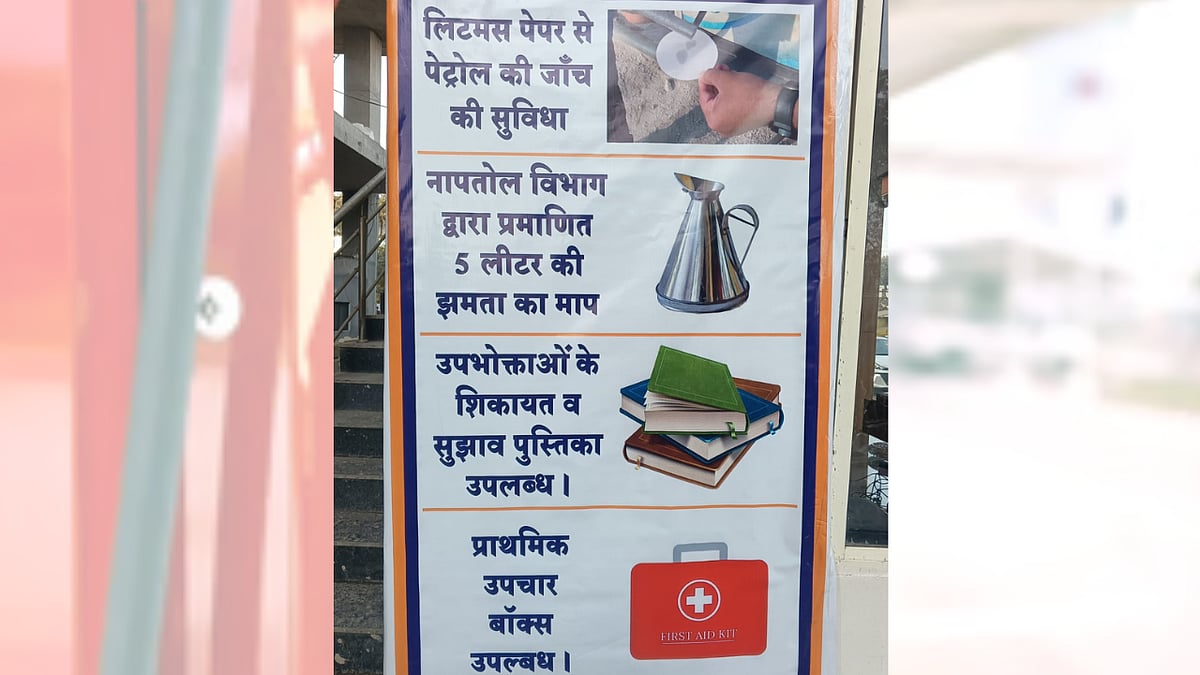 लिटमस पेपर से
पेट्रोल की जाँच
की सुविधा
नापतोल विभाग
द्वारा प्रमाणित
5 लीटर की
झमता का माप
उपभोक्ताओं के
शिकायत व
सुझाव पुस्तिका
उपलब्ध।
प्राथमिक
उपचार
बॉक्स
उपल्बध।
FIRST AID KIT